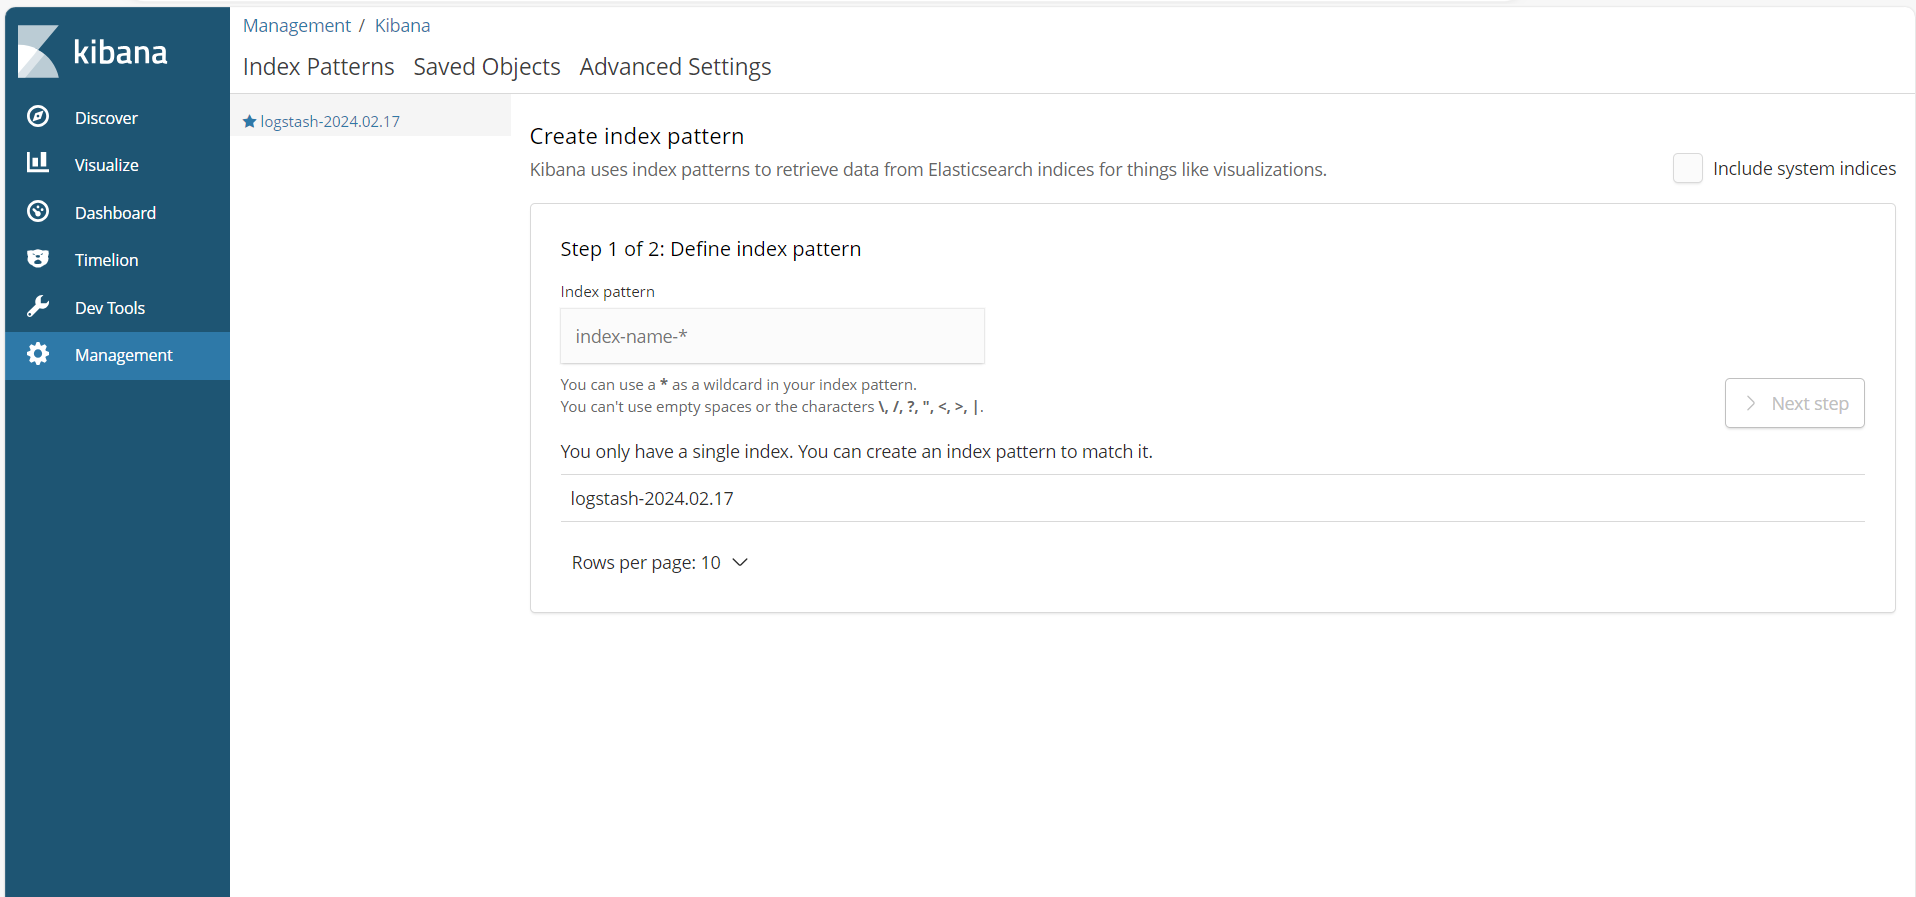 kibana
Discover
Visualize
Dashboard
Timelion
Dev Tools
Management
Management / Kibana
Index Patterns Saved Objects Advanced Settings
logstash-2024.02.17
Create index pattern
Kibana uses index patterns to retrieve data from Elasticsearch indices for things like visualizations.
Include system indices
Step 1 of 2: Define index pattern
Index pattern
index-name-*
You can use a * as a wildcard in your index pattern.
You can't use empty spaces or the characters \, /, ?, ", <, >, |.
Next step
You only have a single index. You can create an index pattern to match it.
logstash-2024.02.17
Rows per page: 10